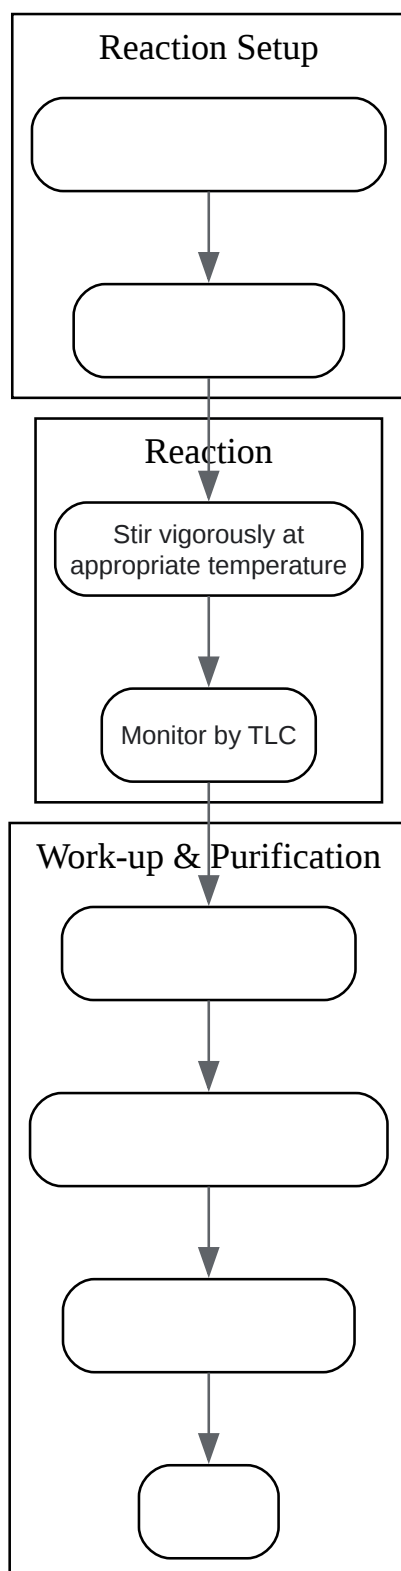 Reaction Setup
Reaction
Stir vigorously at
appropriate temperature
Monitor by TLC
Work-up & Purification